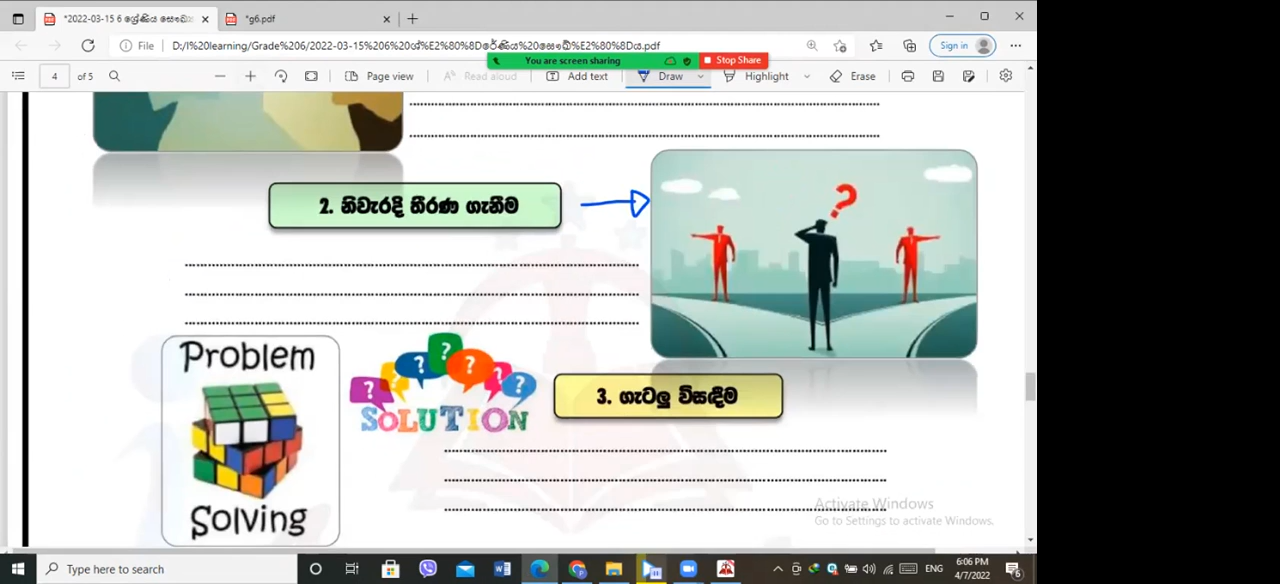 *2022-03-15 6 ශ්‍රේණිය සෞඛ්‍ය
*g6.pdf
File
D:/I%20learning/Grade%206/2022-03-15%206%20ශ්%E2%80%8Dරේණිය%20සෞඛ්%E2%80%8Dය.pdf
Sign in
You are screen sharing
Stop Share
4 of 5
Page view
Read aloud
Add text
Draw
Highlight
Erase
2. නිවැරදි තීරණ ගැනීම
?
Problem
? ? ? ? ? ?
SOLUTION
3. ගැටලු විසඳීම
Solving
Activate Windows
Go to Settings to activate Windows.
Type here to search
ENG
6:06 PM
4/7/2022
6